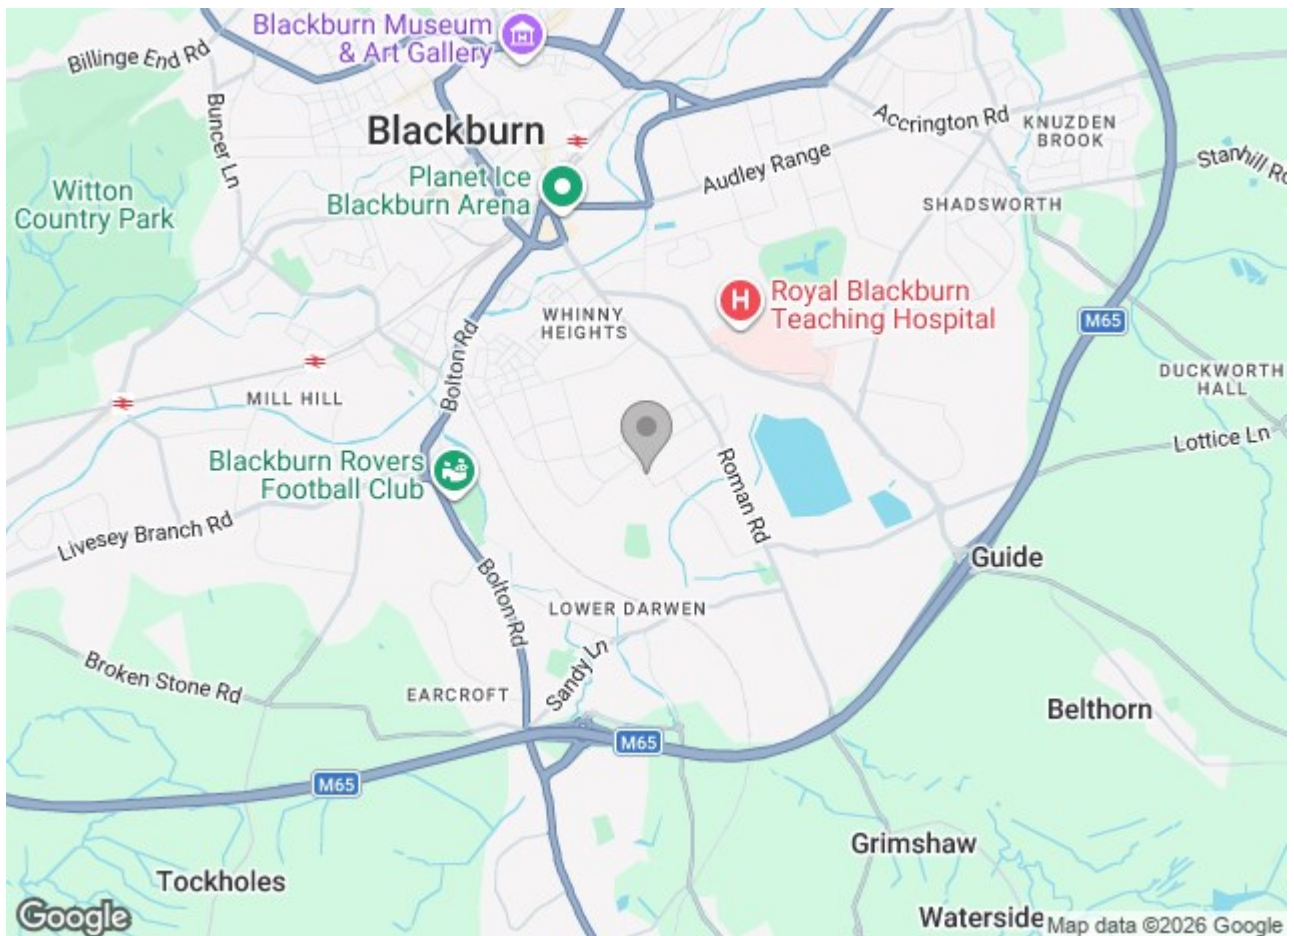 Blackburn Museum
& Art Gallery
Billinge End Rd
Buncer Ln
Blackburn
Accrington Rd
KNUZDEN
BROOK
Audley Range
Stanhill Rd
Planet Ice
Blackburn Arena
Witton
Country Park
SHADSWORTH
H
Royal Blackburn
Teaching Hospital
WHINNY
HEIGHTS
M65
Bolton Rd
MILL HILL
DUCKWORTH
HALL
Lottice Ln
Blackburn Rovers
Football Club
Roman Rd
Livesey Branch Rd
Guide
Bolton Rd
LOWER DARWEN
Sandy Ln
Broken Stone Rd
EARCROFT
Belthorn
M65
M65
Grimshaw
Tockholes
Waterside
Google
Map data ©2026 Google